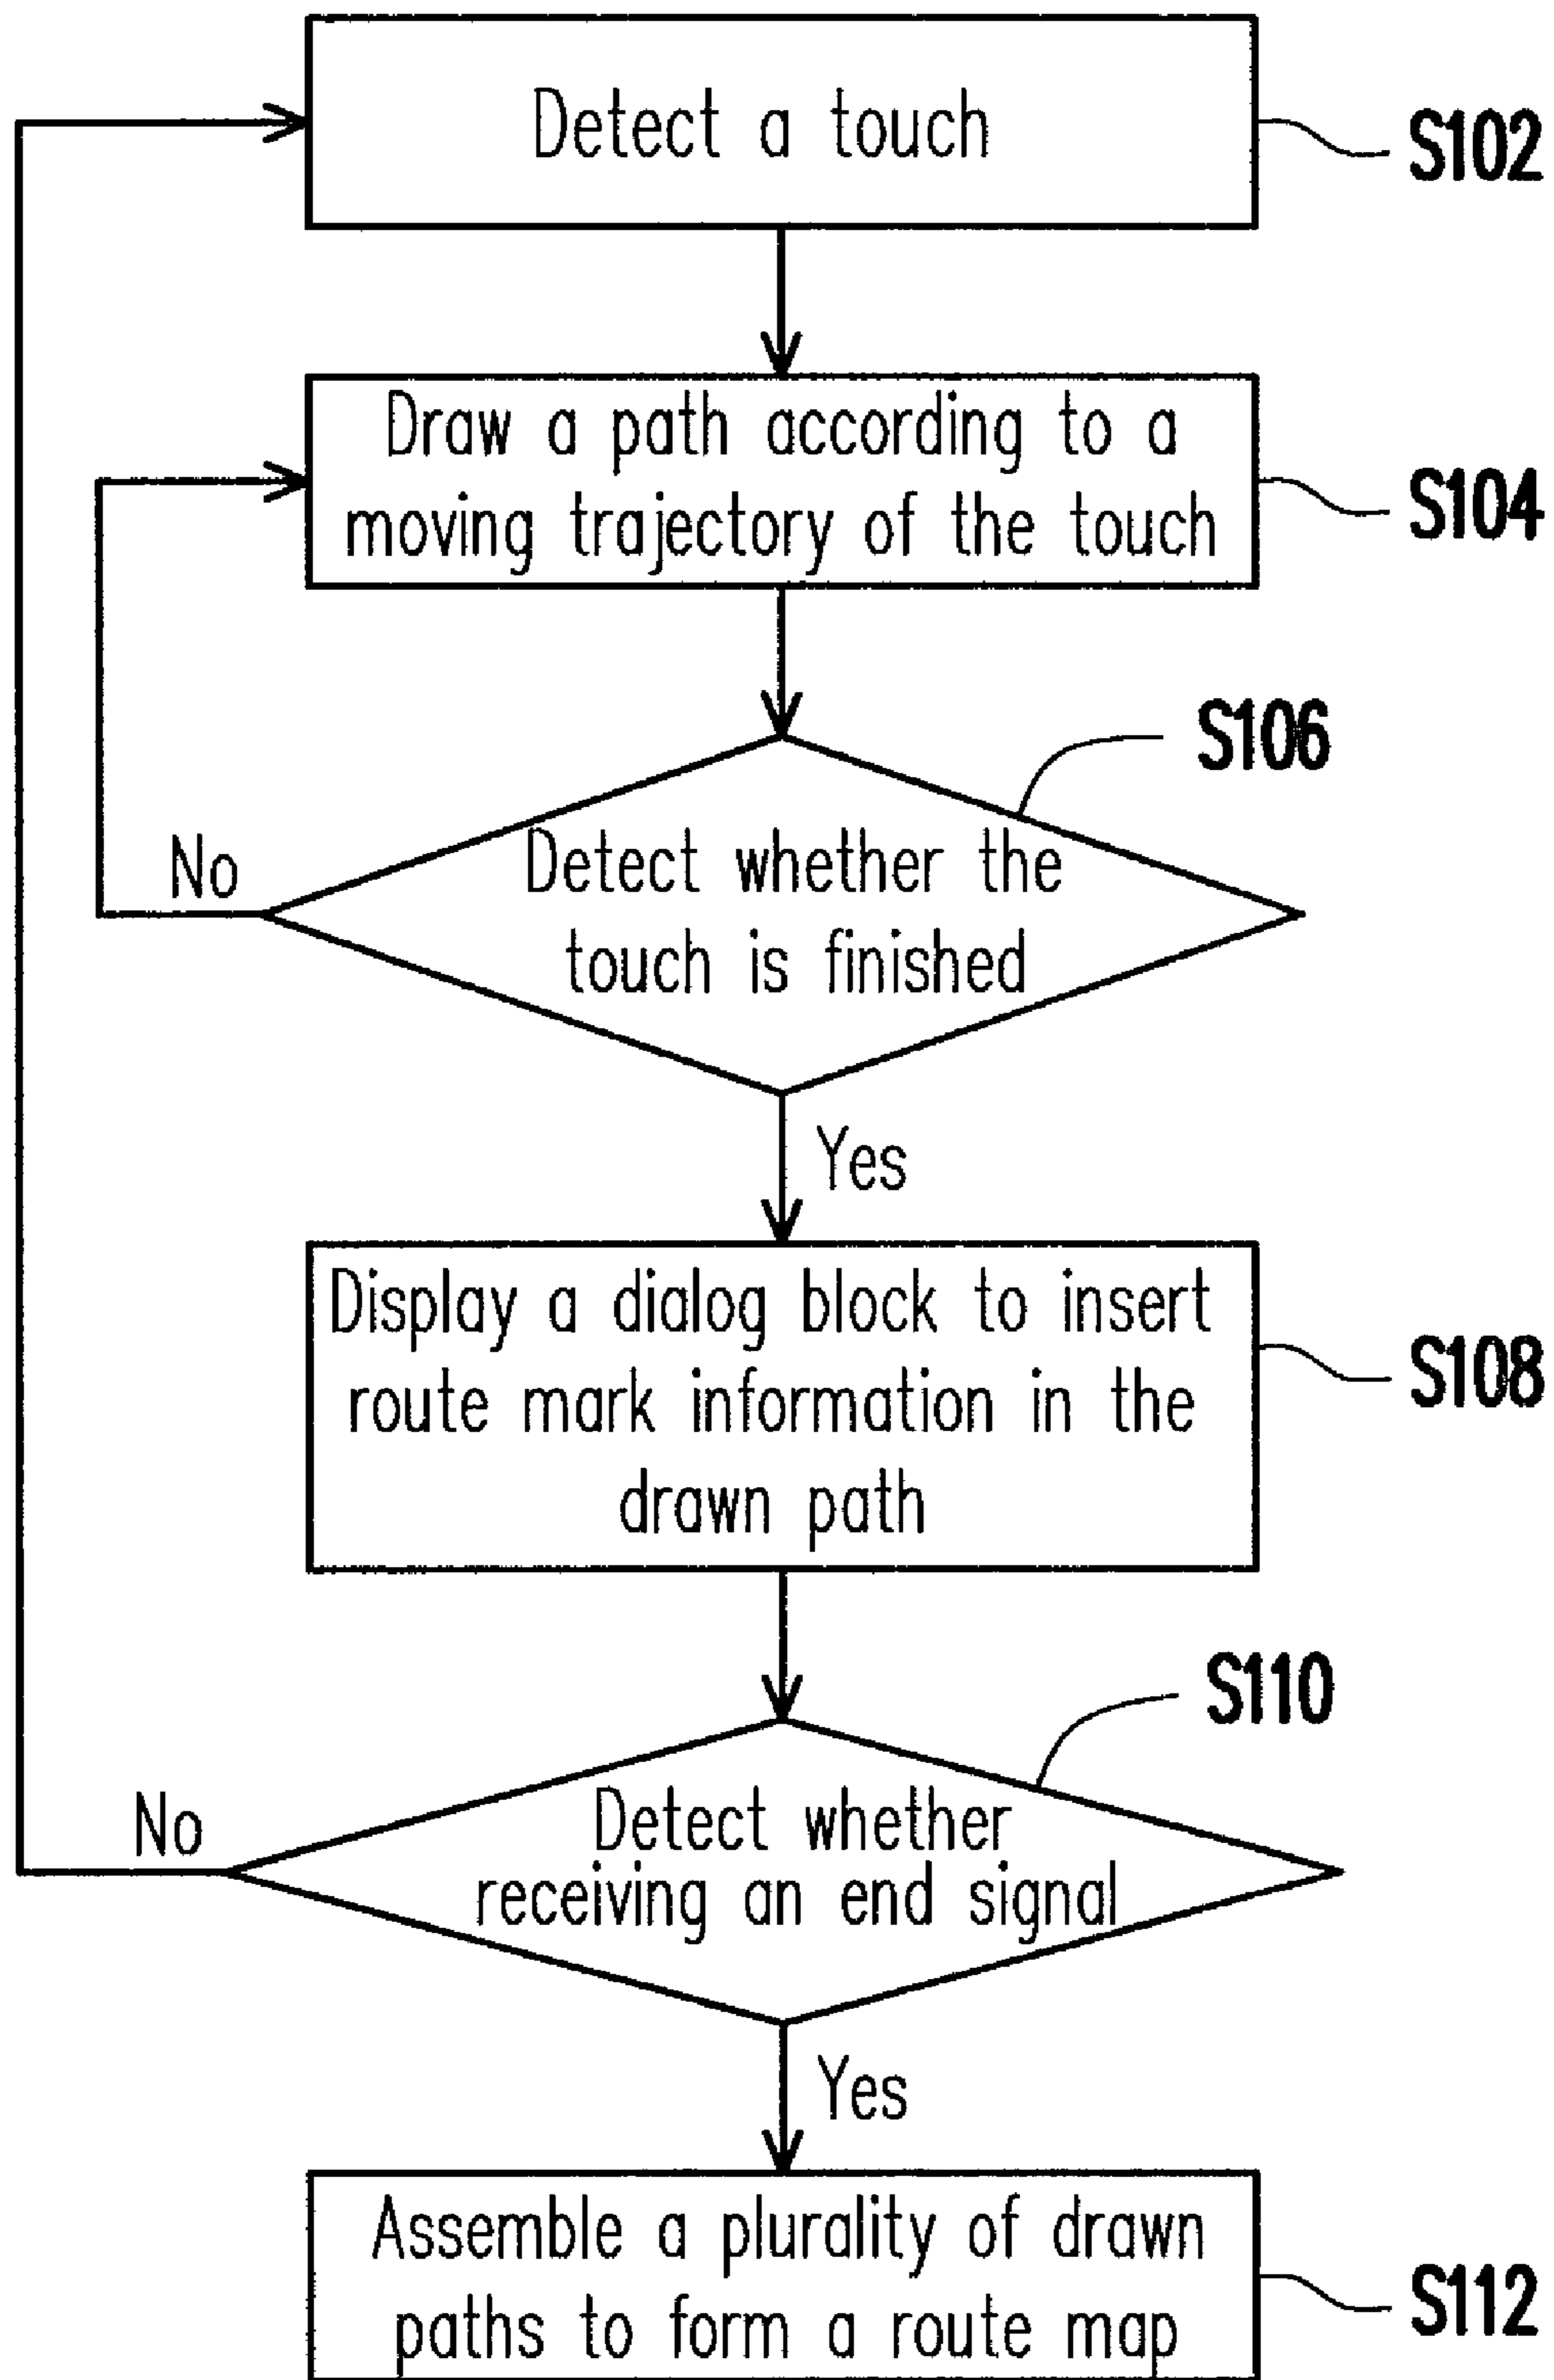 Detect a touch
S102
Draw a path according to a
moving trajectory of the touch
S104
S106
Detect whether the
touch is finished
No
Yes
Display a dialog block to insert
route mark information in the
drawn path
S108
S110
Detect whether
receiving an end signal
No
Yes
Assemble a plurality of drawn
paths to form a route map
S112